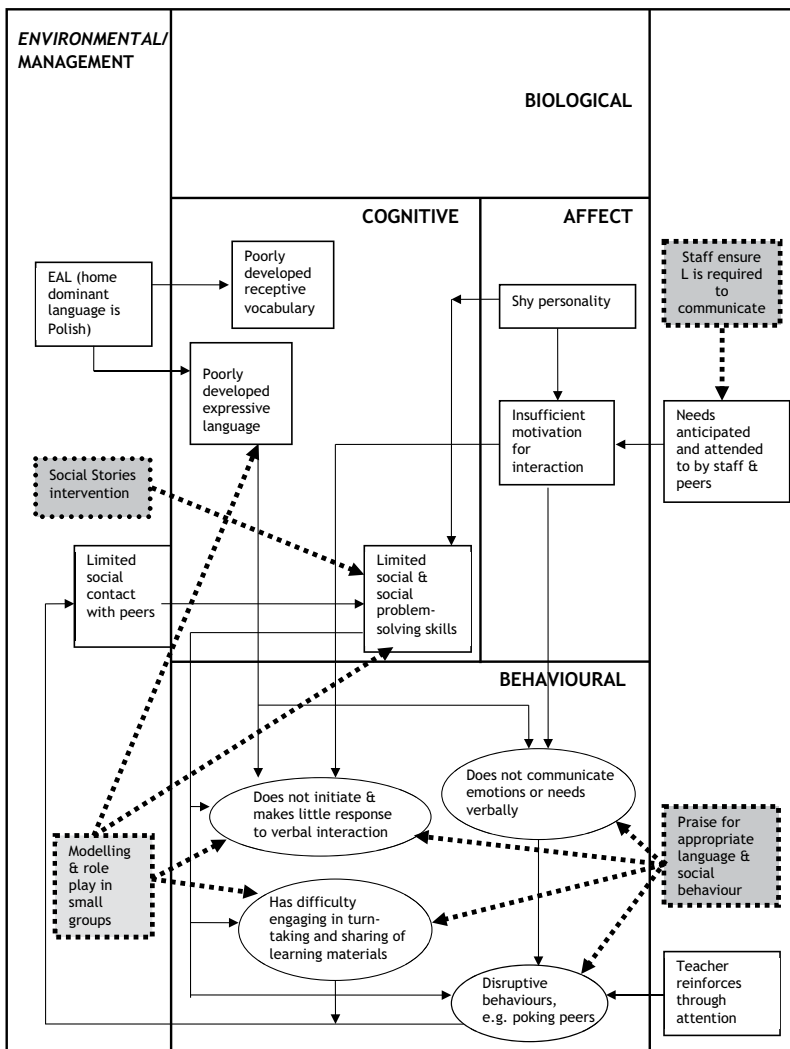 ENVIRONMENTAL/
MANAGEMENT
BIOLOGICAL
COGNITIVE
AFFECT
EAL (home
dominant
language is
Polish)
Poorly
developed
receptive
vocabulary
Shy personality
Staff ensure
L is required
to
communicate
Poorly
developed
expressive
language
Insufficient
motivation
for
interaction
Needs
anticipated
and attended
to by staff &
peers
Social Stories
intervention
Limited
social
contact
with peers
Limited
social &
social
problem-
solving skills
BEHAVIOURAL
Does not initiate &
makes little response
to verbal interaction
Does not communicate
emotions or needs
verbally
Modelling
& role
play in
small
groups
Praise for
appropriate
language &
social
behaviour
Has difficulty
engaging in turn-
taking and sharing of
learning materials
Disruptive
behaviours,
e.g. poking peers
Teacher
reinforces
through
attention